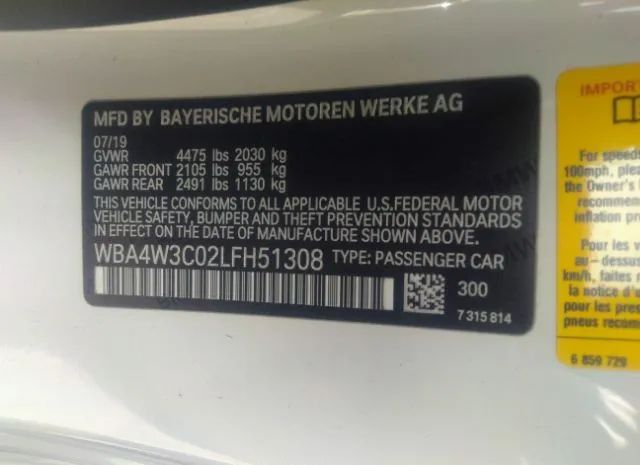 MFD BY BAYERISCHE MOTOREN WERKE AG
07/19
GVWR 4475 lbs 2030 kg
GAWR FRONT 2105 lbs 955 kg
GAWR REAR 2491 lbs 1130 kg
THIS VEHICLE CONFORMS TO ALL APPLICABLE U.S.FEDERAL MOTOR
VEHICLE SAFETY, BUMPER AND THEFT PREVENTION STANDARDS
IN EFFECT ON THE DATE OF MANUFACTURE SHOWN ABOVE.
WBA4W3C02LFH51308 TYPE: PASSENGER CAR
300
7 315 814
For speeds
100mph, plea
the Owner's
recommen
inflation pr
Pour les v
au-dessus
km/h, faites
la notice d'u
pour les pres
pneus recom
6 859 729